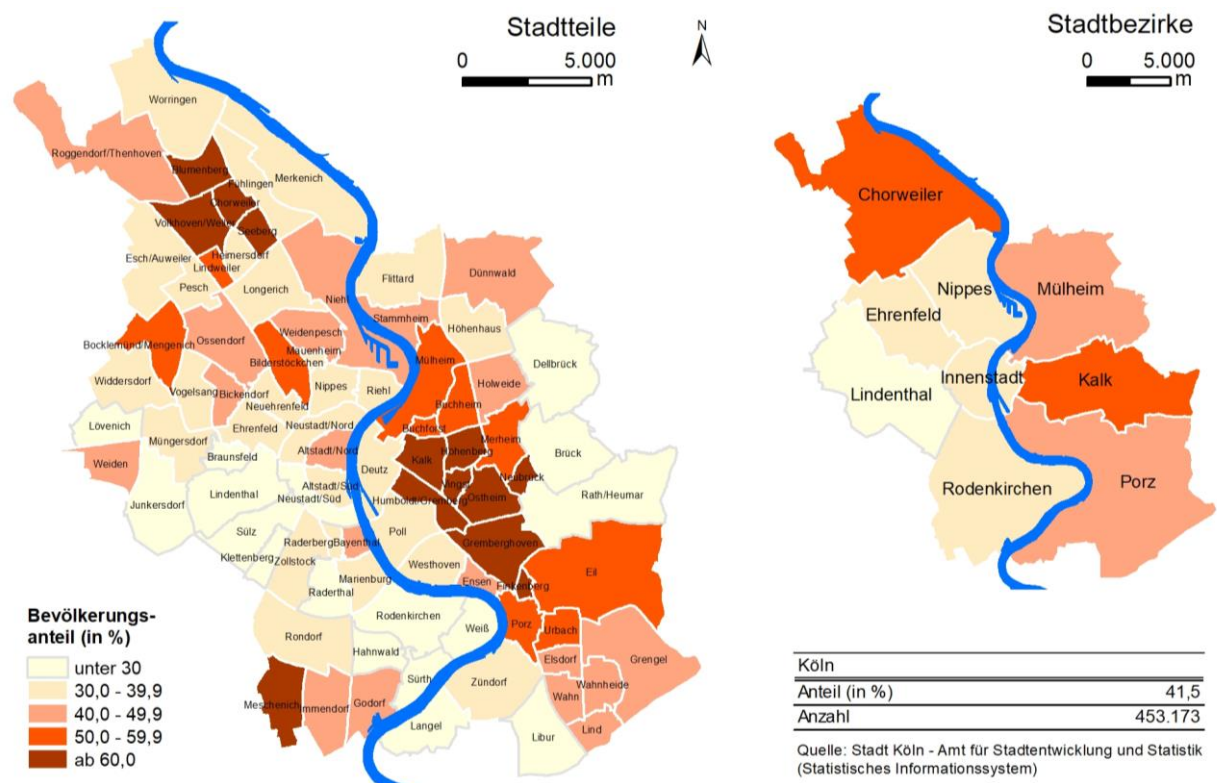 Stadtteile
0 5.000
m
N
Worringen
Roggendorf/Thenhoven
Blumenberg
Fühlingen
Merkenich
Chorweiler
Volkhoven/Weiler
Seeberg
Heimersdorf
Esch/Auweiler
Lindweiler
Pesch
Longerich
Niehl
Flittard
Dünnwald
Stammheim
Höhenhaus
Ossendorf
Weidenpesch
Bocklemünd/Mengenich
Mauenheim
Bilderstöckchen
Mülheim
Dellbrück
Widdersdorf
Vogelsang
Bickendorf
Nippes
Riehl
Holweide
Neuehrenfeld
Buchheim
Lövenich
Ehrenfeld
Neustadt/Nord
Buchforst
Müngersdorf
Merheim
Braunsfeld
Altstadt/Nord
Höhenberg
Brück
Weiden
Kalk
Deutz
Neubrück
Vingst
Lindenthal
Altstadt/Süd
Neustadt/Süd
Humboldt/Gremberg
Ostheim
Rath/Heumar
Junkersdorf
Sülz
Poll
Raderberg
Bayenthal
Gremberghoven
Klettenberg
Zollstock
Westhoven
Eil
Raderthal
Marienburg
Ensen
Finkenberg
Rodenkirchen
Weiß
Porz
Urbach
Rondorf
Hahnwald
Elsdorf
Grengel
Sürth
Zündorf
Wahnheide
Wahn
Meschenich
Immendorf
Godorf
Langel
Libur
Lind
Bevölkerungs-
anteil (in %)
unter 30
30,0 - 39,9
40,0 - 49,9
50,0 - 59,9
ab 60,0
Stadtbezirke
0 5.000
m
Chorweiler
Nippes
Mülheim
Ehrenfeld
Innenstadt
Kalk
Lindenthal
Rodenkirchen
Porz
Köln
Anteil (in %) 41,5
Anzahl 453.173
Quelle: Stadt Köln - Amt für Stadtentwicklung und Statistik
(Statistisches Informationssystem)